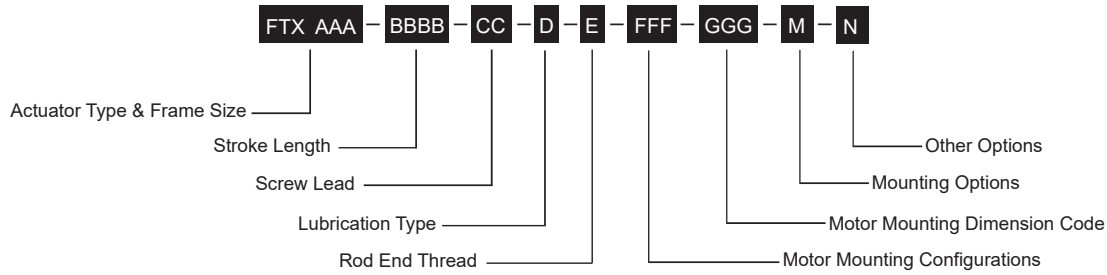 FTX AAA – BBBB – CC – D – E – FFF – GGG – M – N
Actuator Type & Frame Size
Stroke Length
Screw Lead
Lubrication Type
Rod End Thread
Other Options
Mounting Options
Motor Mounting Dimension Code
Motor Mounting Configurations